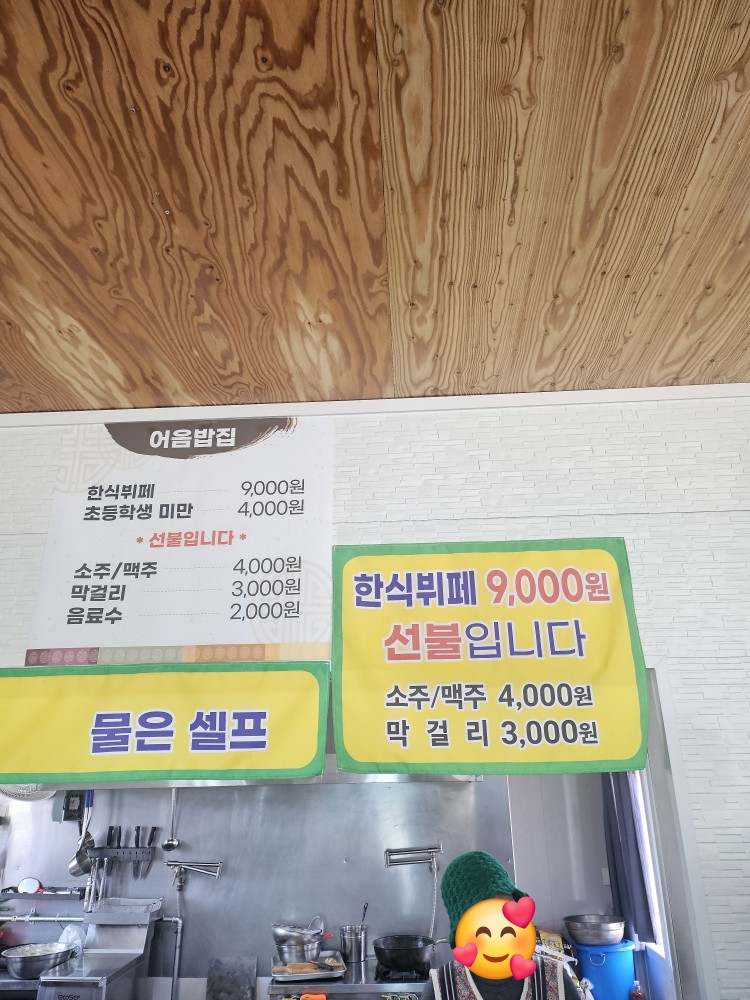 어음밥집
한식뷔페 9,000원
초등학생 미만 4,000원
* 선불입니다 *
소주/맥주 4,000원
막걸리 3,000원
음료수 2,000원
한식뷔페 9,000원
선불입니다
소주/맥주 4,000원
막 걸 리 3,000원
물은 셀프